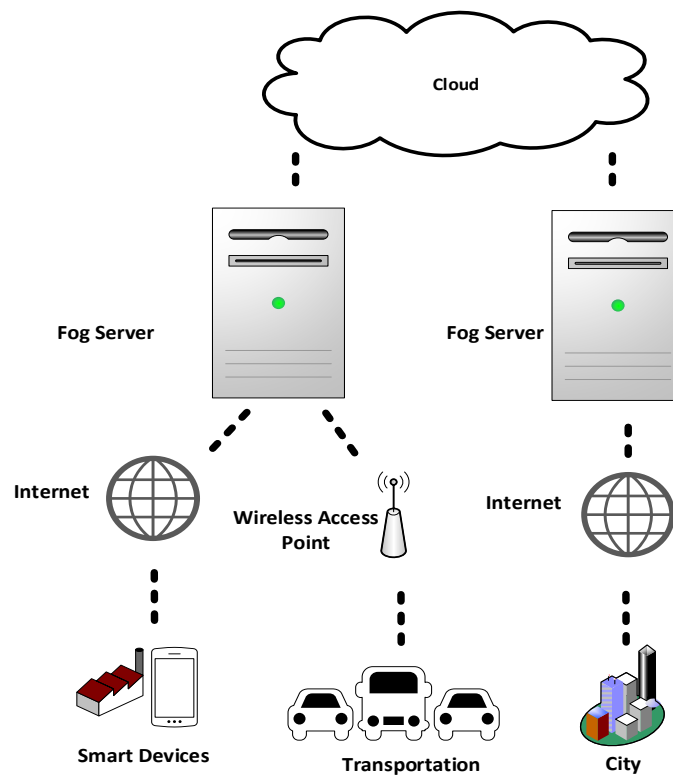 Cloud
Fog Server
Fog Server
Internet
Wireless Access
Point
Internet
Smart Devices
Transportation
City